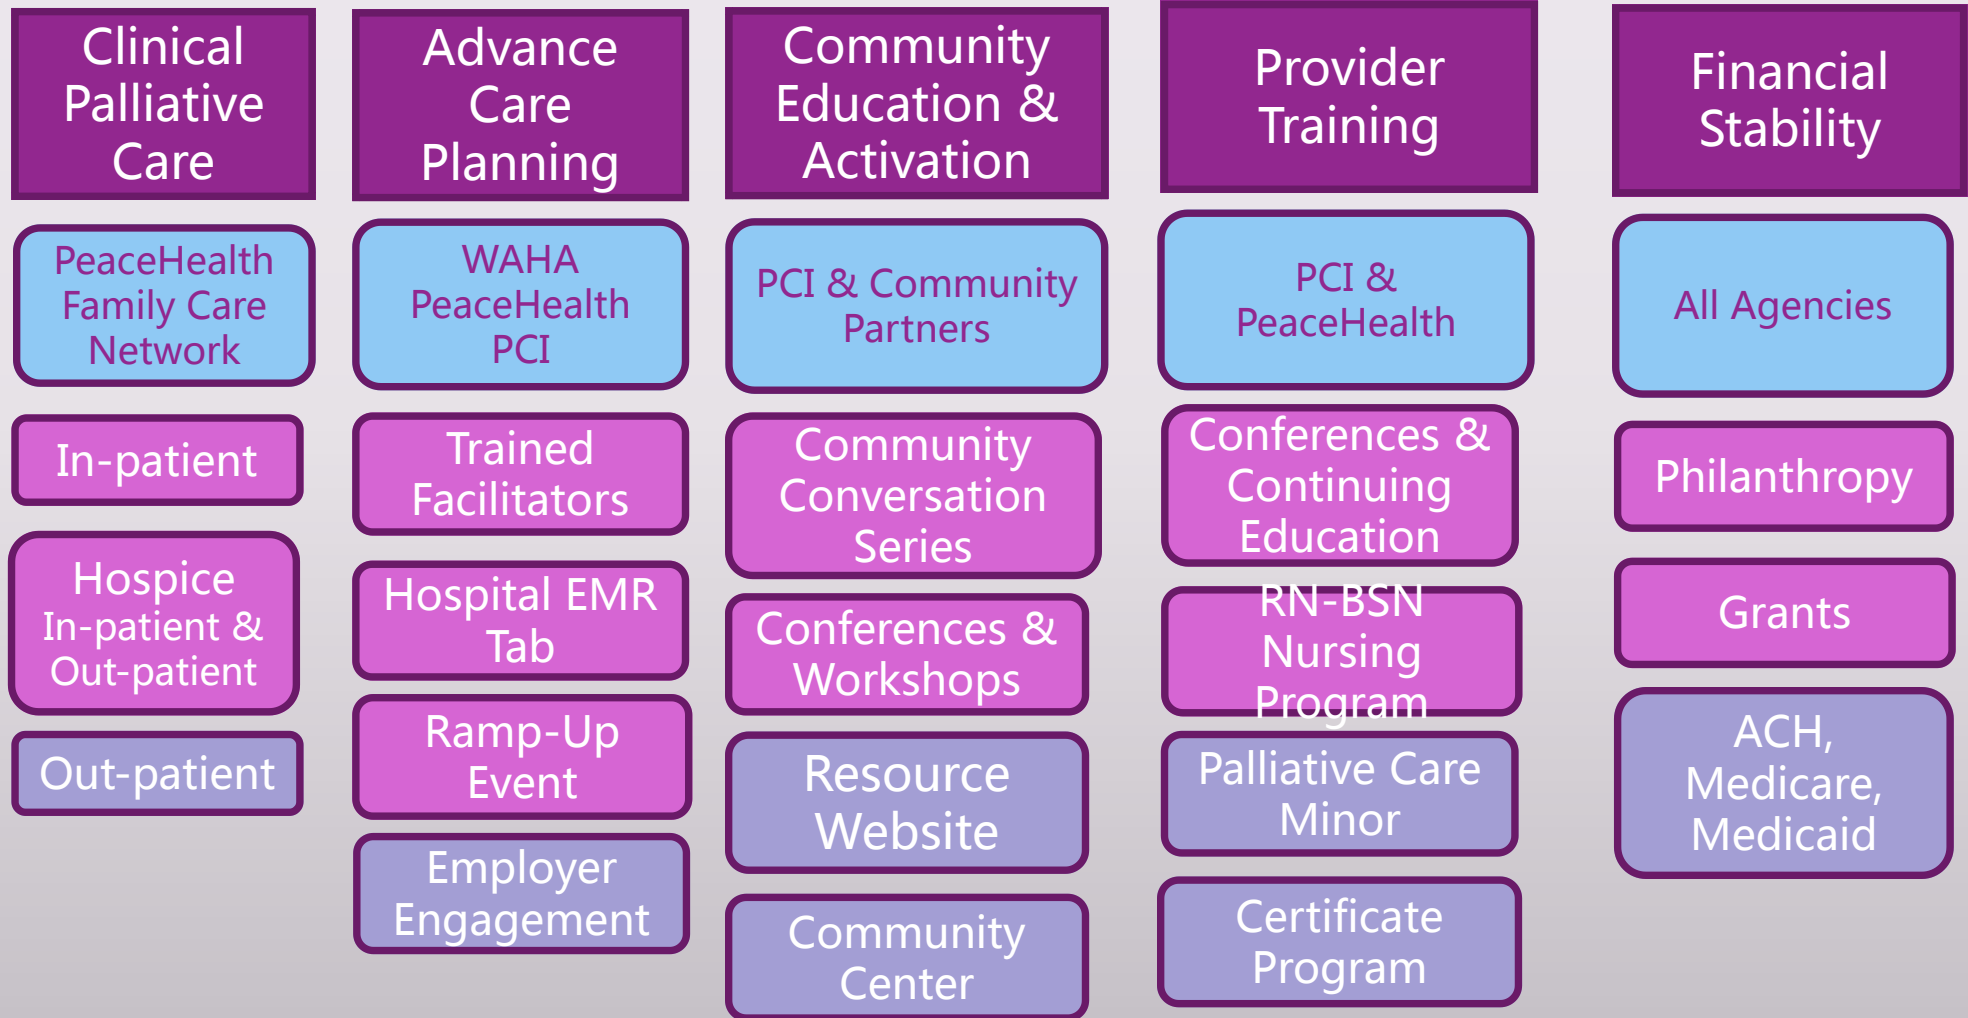 Clinical
Palliative
Care
PeaceHealth
Family Care
Network
In-patient
Hospice
In-patient &
Out-patient
Out-patient
Advance
Care
Planning
WAHA
PeaceHealth
PCI
Trained
Facilitators
Hospital EMR
Tab
Ramp-Up
Event
Employer
Engagement
Community
Education &
Activation
PCI & Community
Partners
Community
Conversation
Series
Conferences &
Workshops
Resource
Website
Community
Center
Provider
Training
PCI &
PeaceHealth
Conferences &
Continuing
Education
RN-BSN
Nursing
Program
Palliative Care
Minor
Certificate
Program
Financial
Stability
All Agencies
Philanthropy
Grants
ACH,
Medicare,
Medicaid